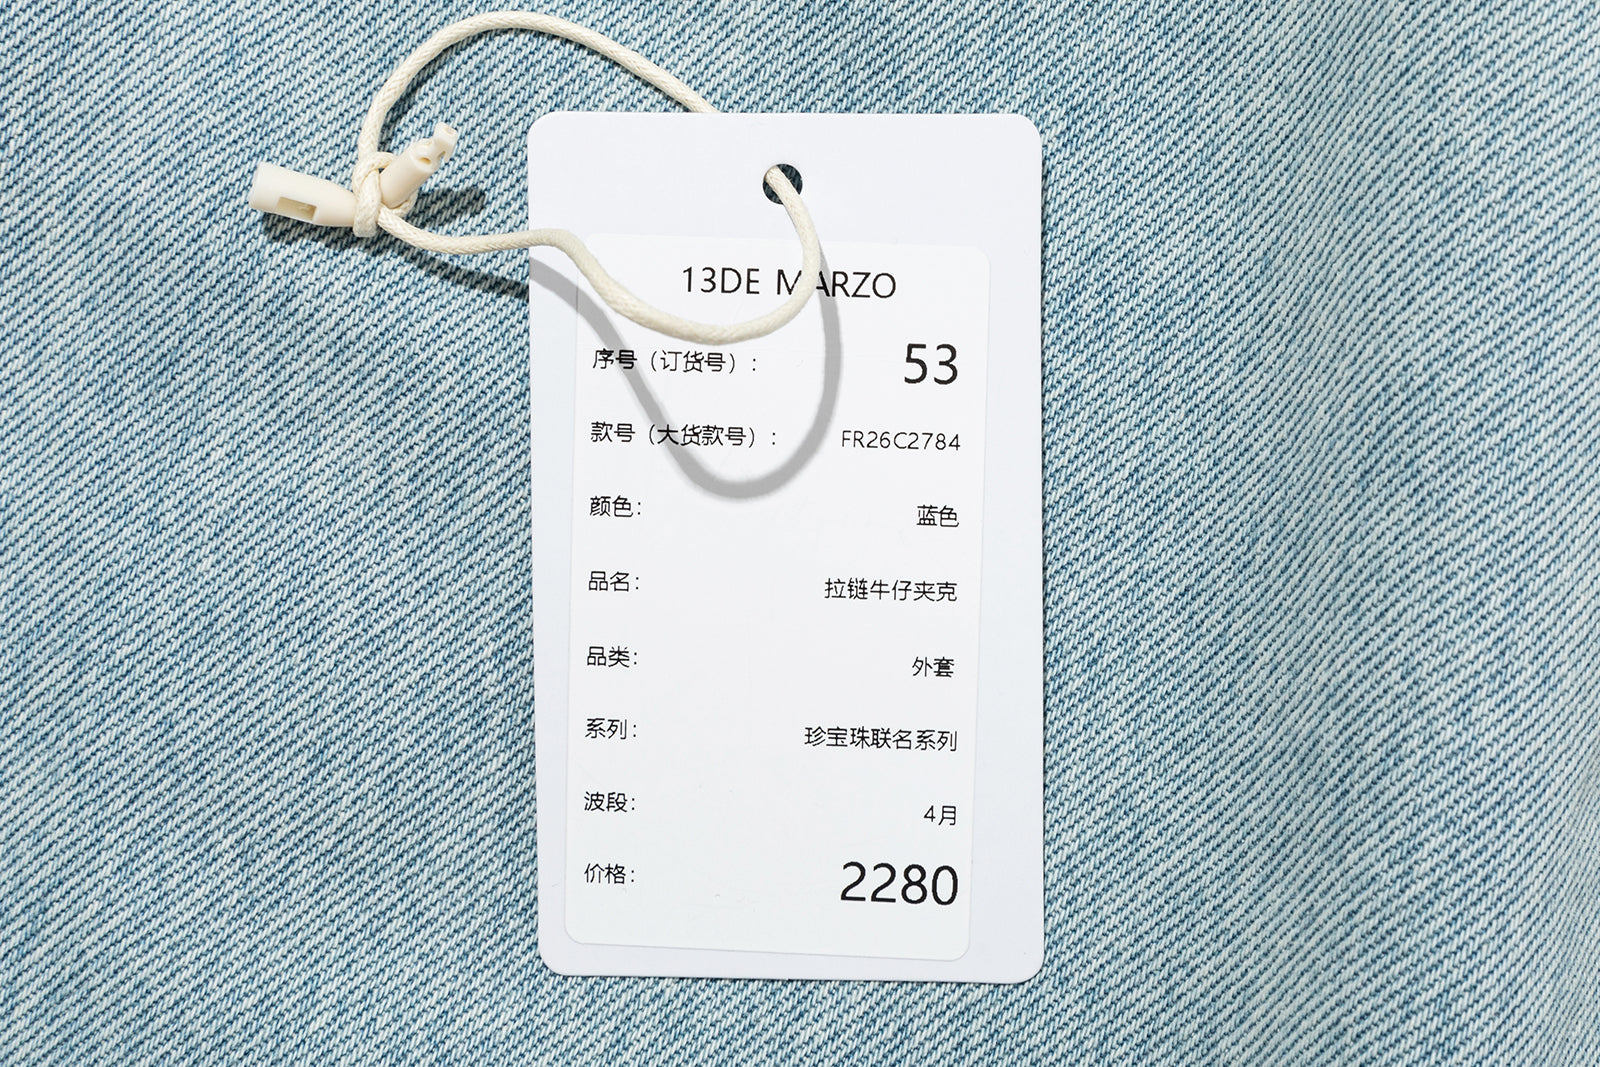 13DE MARZO
序号（订货号）: 53
款号（大货款号）: FR26C2784
颜色: 蓝色
品名: 拉链牛仔夹克
品类: 外套
系列: 珍宝珠联名系列
波段: 4月
价格: 2280